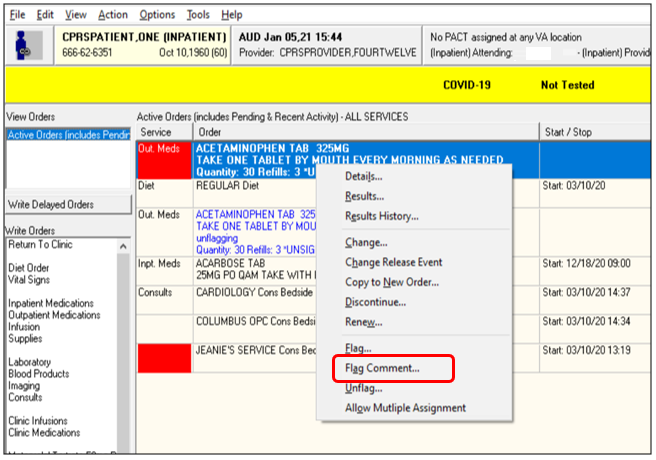 File Edit View Action Options Tools Help
CPRSPATIENT,ONE (INPATIENT) AUD Jan 05,21 15:44 No PACT assigned at any VA location
666-62-6351 Oct 10,1960 (60) Provider: CPRSPROVIDER,FOURTWELVE (Inpatient) Attending: - (Inpatient) Provid
COVID-19 Not Tested
View Orders
Active Orders (includes Pendin
Write Delayed Orders
Write Orders
Return To Clinic
Diet Order
Vital Signs
Inpatient Medications
Outpatient Medications
Infusion
Supplies
Laboratory
Blood Products
Imaging
Consults
Clinic Infusions
Clinic Medications
Active Orders (includes Pending & Recent Activity) - ALL SERVICES
Service Order Start / Stop
Out. Meds ACETAMINOPHEN TAB 325MG
TAKE ONE TABLET BY MOUTH EVERY MORNING AS NEEDED
Quantity: 30 Refills: 3 *UNS
Diet REGULAR Diet Start: 03/10/20
Out. Meds ACETAMINOPHEN TAB 325
TAKE ONE TABLET BY MOU
unflagging
Quantity: 30 Refills: 3 *UNSIG
Inpt. Meds ACARBOSE TAB Start: 12/18/20 09:00
25MG PO QAM TAKE WITH
Consults CARDIOLOGY Cons Bedside Start: 03/10/20 14:37
COLUMBUS OPC Cons Bedsi Start: 03/10/20 14:34
JEANIE'S SERVICE Cons Bed Start: 03/10/20 13:19
Details...
Results...
Results History...
Change...
Change Release Event
Copy to New Order...
Discontinue...
Renew...
Flag...
Flag Comment...
Unflag...
Allow Mutliple Assignment